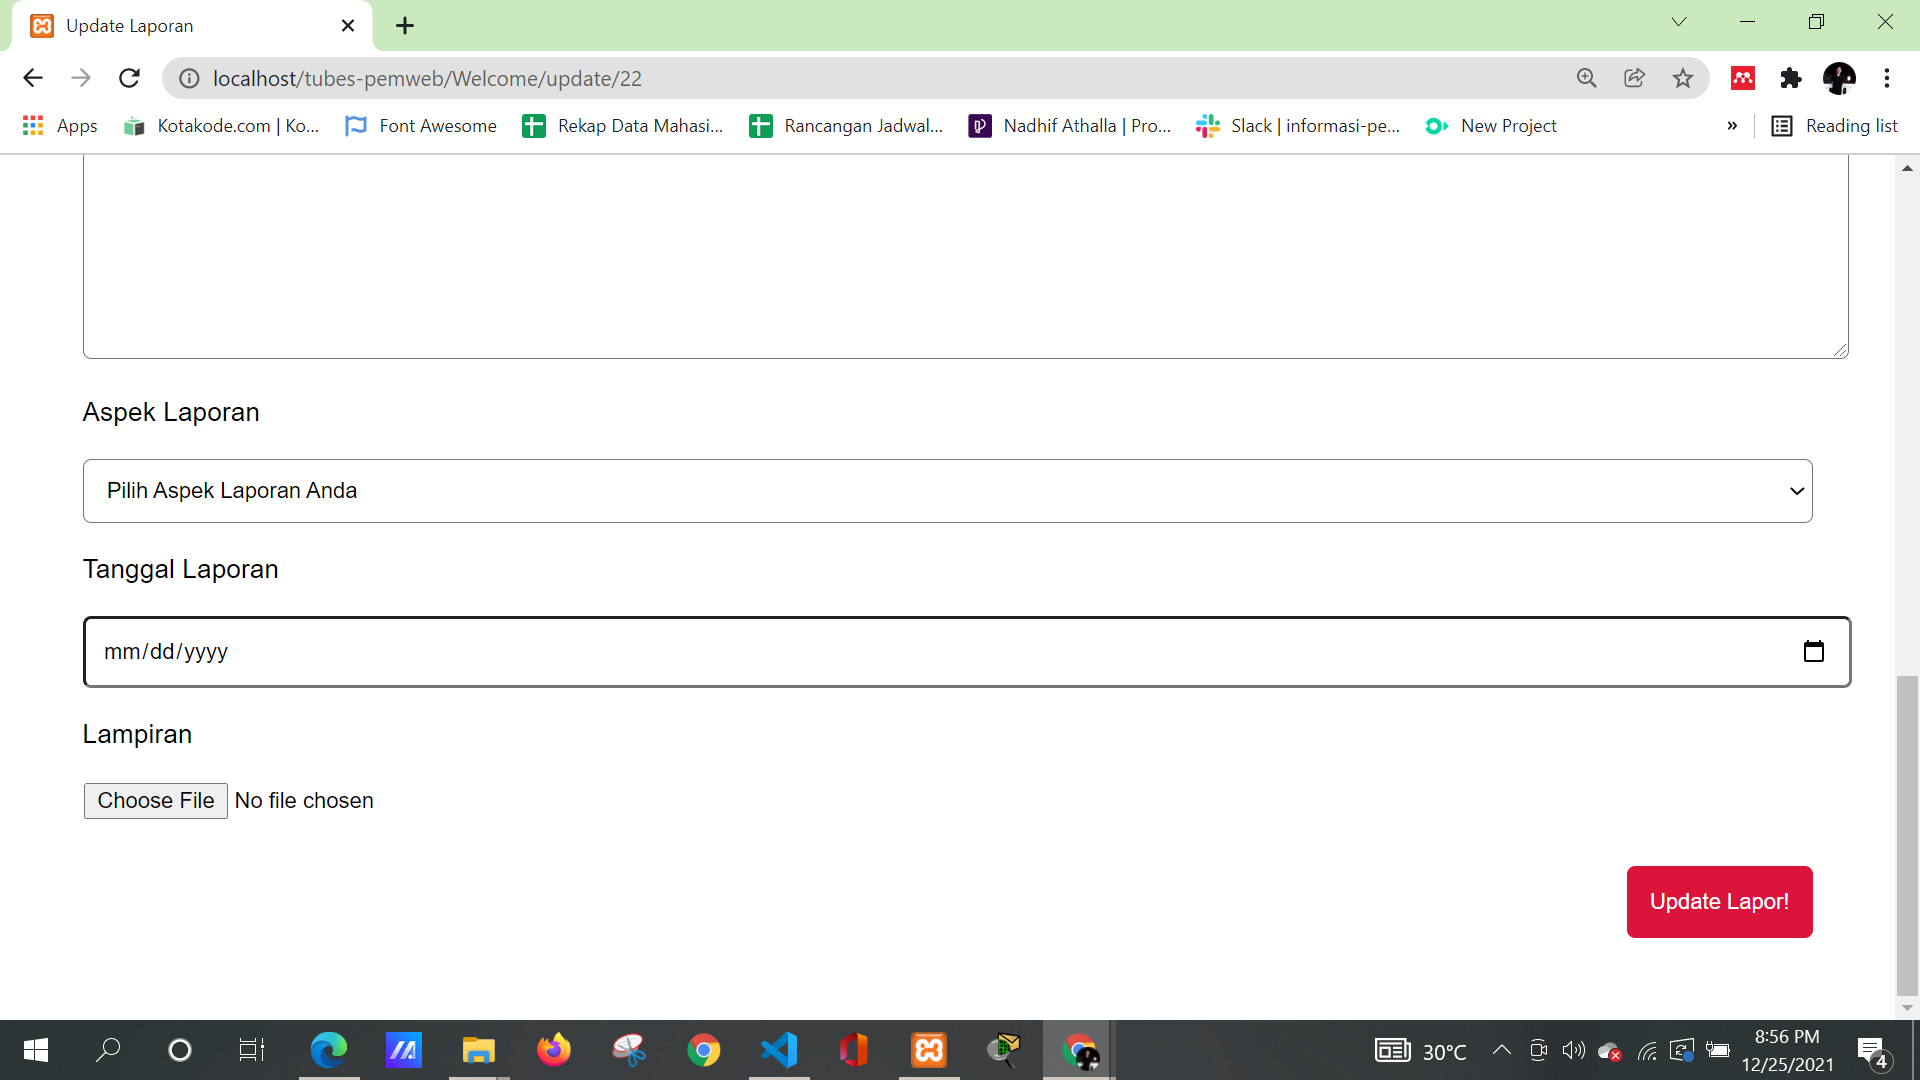 Update Laporan
localhost/tubes-pemweb/Welcome/update/22
Apps
Kotakode.com | Ko...
Font Awesome
Rekap Data Mahasi...
Rancangan Jadwal...
Nadhif Athalla | Pro...
Slack | informasi-pe...
New Project
»
Reading list
Aspek Laporan
Pilih Aspek Laporan Anda
Tanggal Laporan
mm/dd/yyyy
Lampiran
Choose File No file chosen
Update Lapor!
30°C
8:56 PM
12/25/2021
4